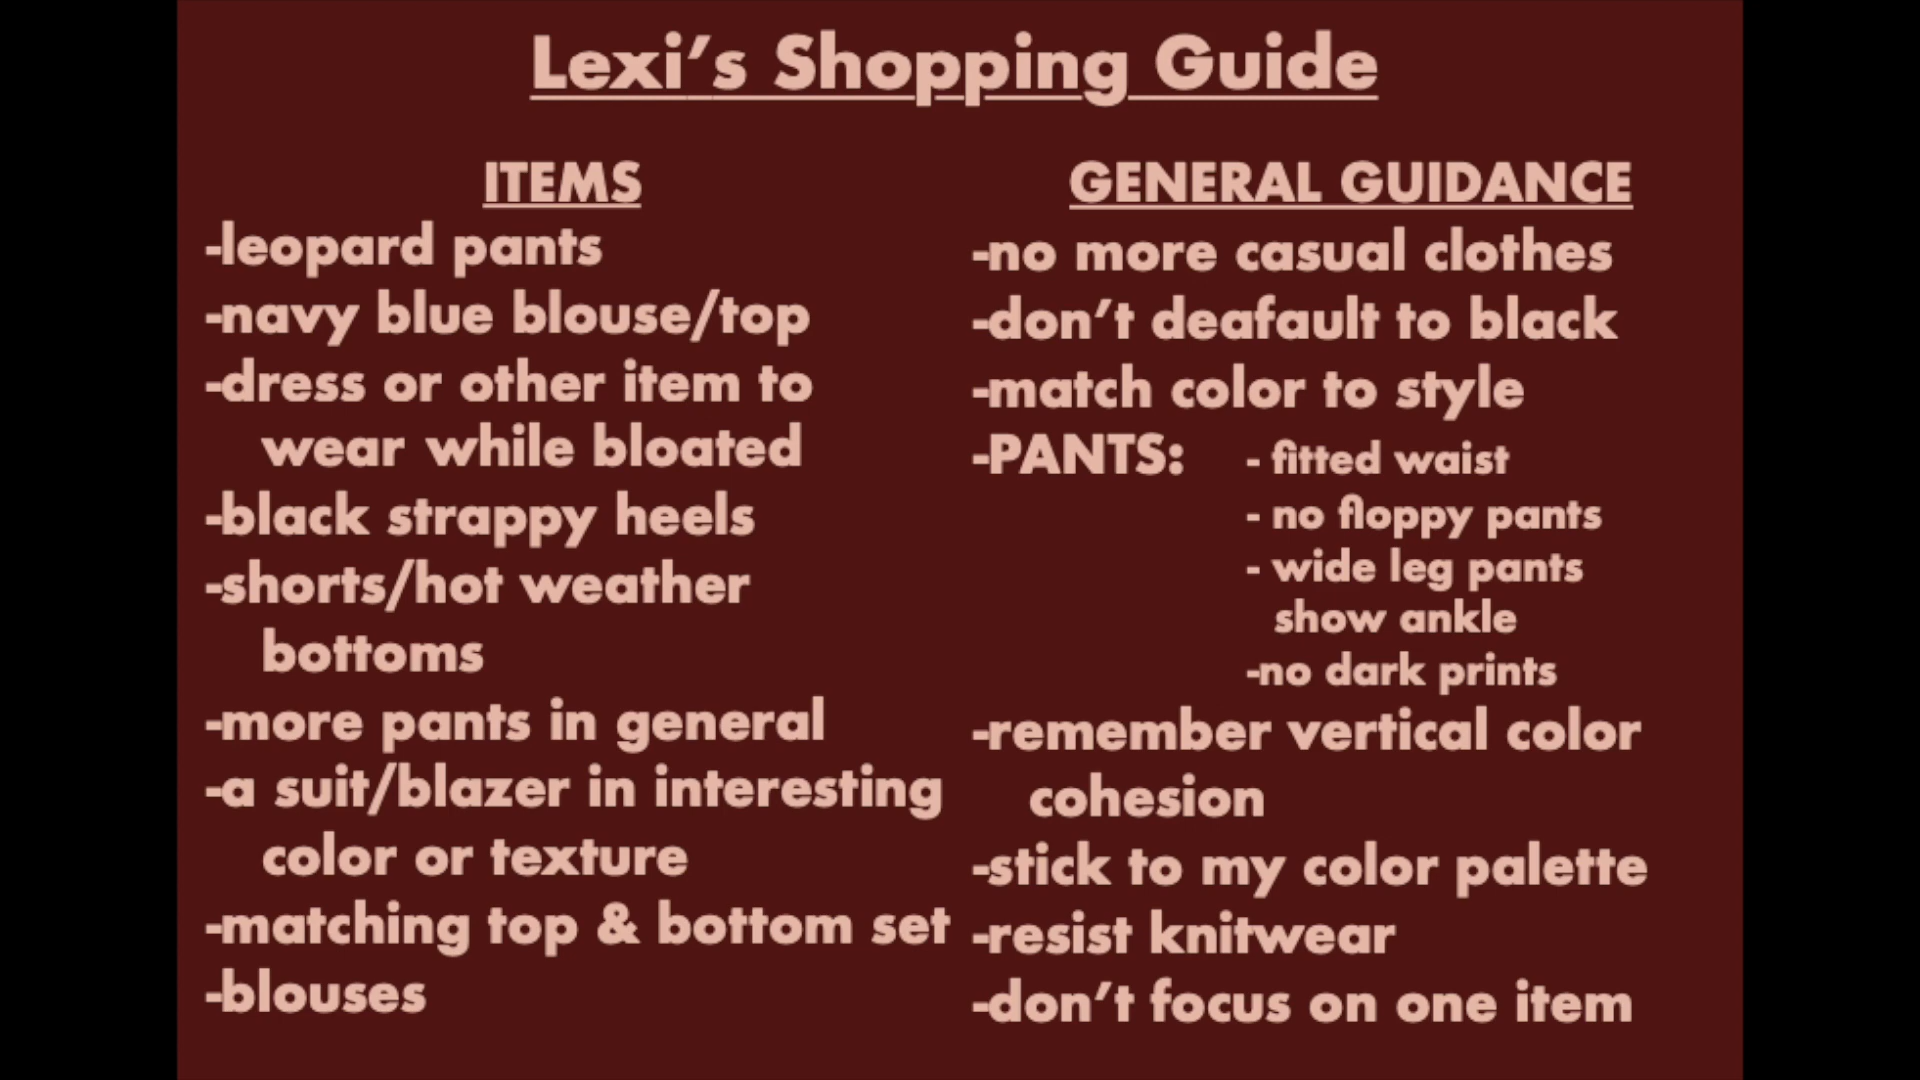 Lexi’s Shopping Guide
ITEMS
-leopard pants
-navy blue blouse/top
-dress or other item to
wear while bloated
-black strappy heels
-shorts/hot weather
bottoms
-more pants in general
-a suit/blazer in interesting
color or texture
-matching top & bottom set
-blouses
GENERAL GUIDANCE
-no more casual clothes
-don’t deafault to black
-match color to style
-PANTS: - fitted waist
- no floppy pants
- wide leg pants
show ankle
-no dark prints
-remember vertical color
cohesion
-stick to my color palette
-resist knitwear
-don’t focus on one item